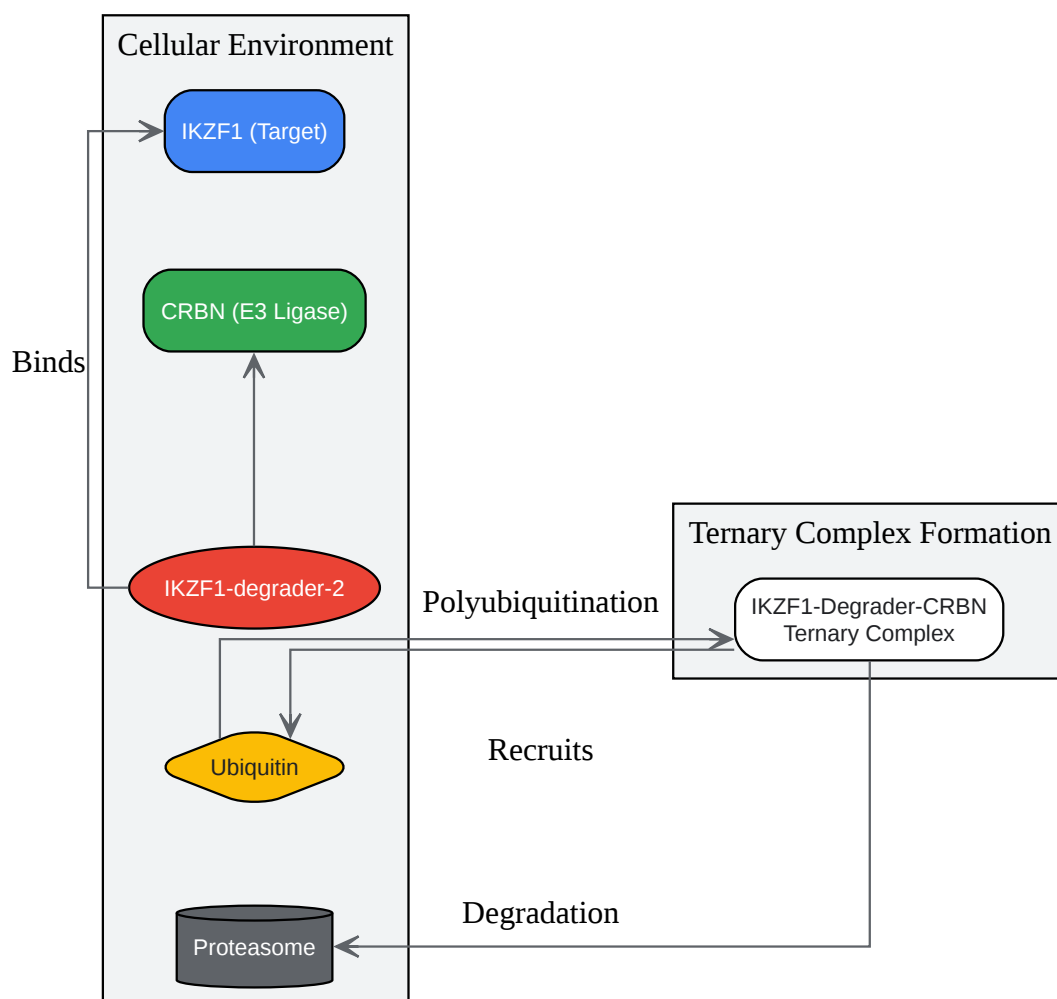 Cellular Environment
IKZF1 (Target)
CRBN (E3 Ligase)
Binds
Ternary Complex Formation
IKZF1-degrader-2
Polyubiquitination
IKZF1-Degrader-CRBN
Ternary Complex
Recruits
Ubiquitin
Degradation
Proteasome